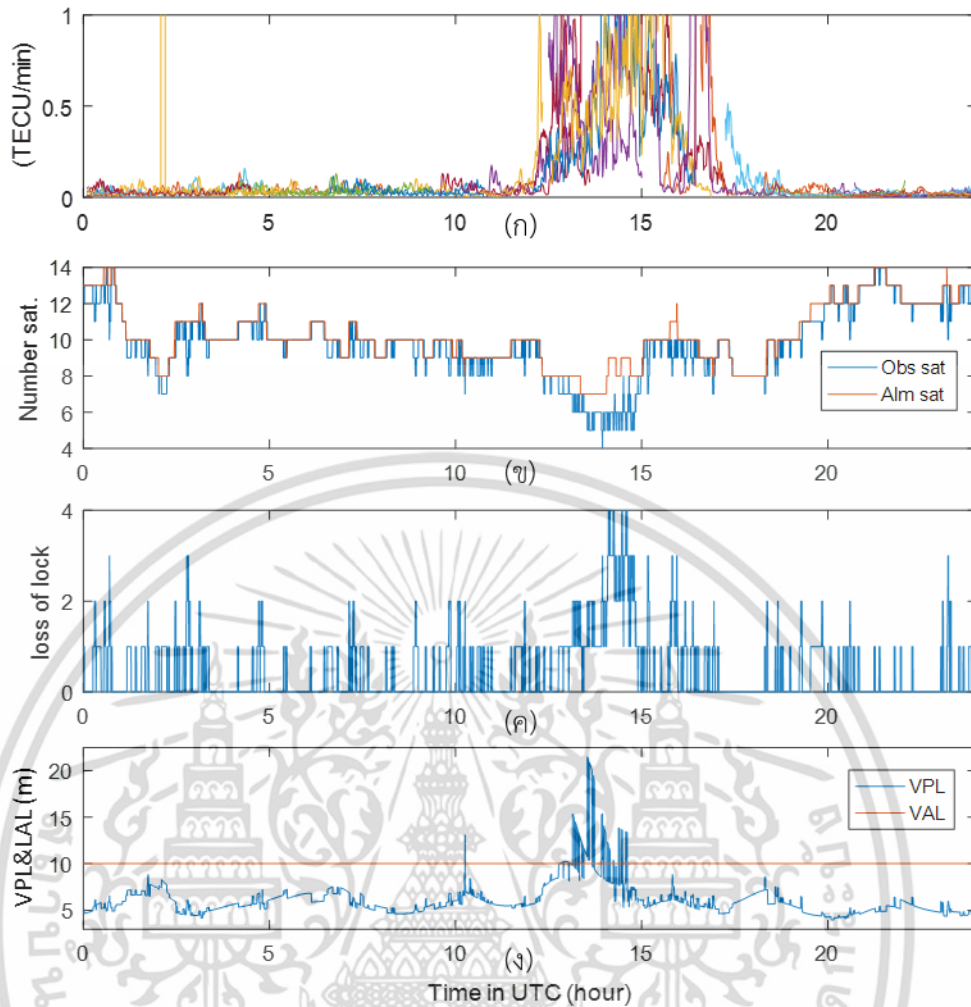 1
0.5
0
(TECU/min)
0 5 10 15 20
(ก)
14
12
10
8
6
4
Number sat.
Obs sat
Alm sat
0 5 10 15 20
(ข)
4
2
0
loss of lock
0 5 10 15 20
(ค)
20
15
10
5
VPL&LAL (m)
VPL
VAL
0 5 10 15 20
(ง)
Time in UTC (hour)